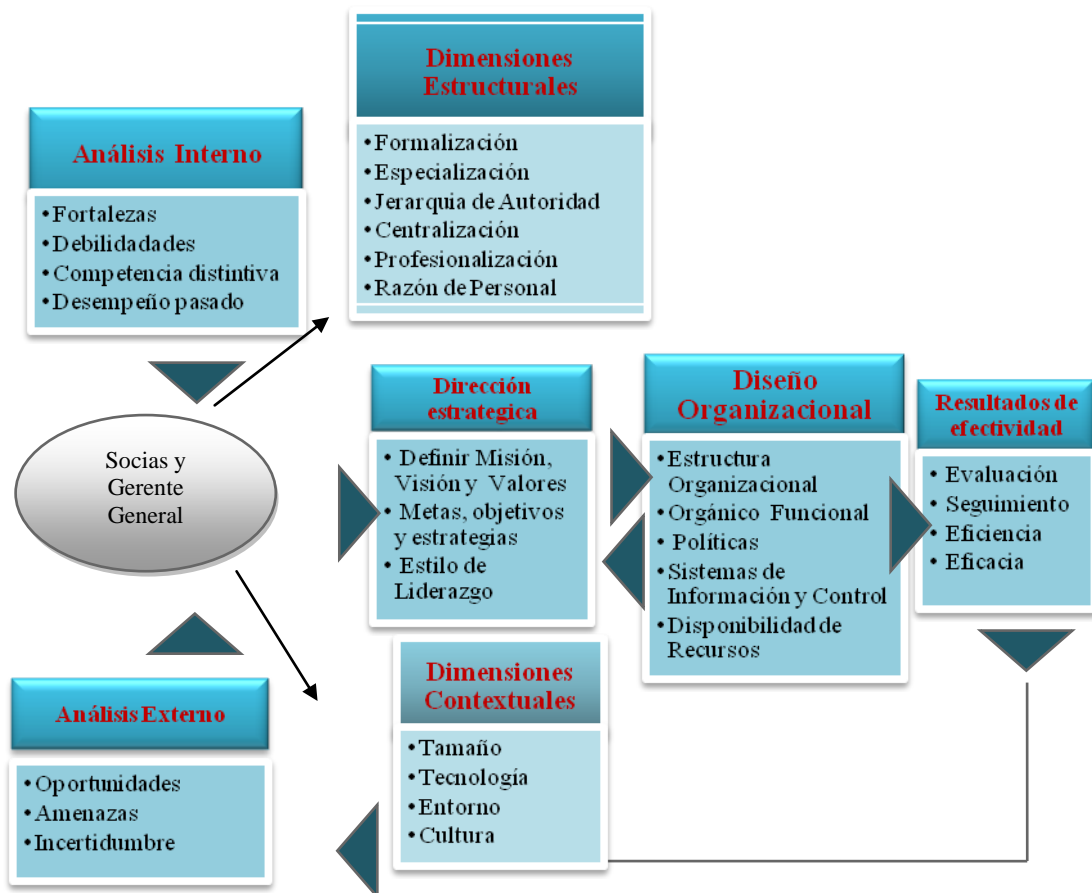 Dimensiones
Estructurales
•Formalización
•Especialización
•Jerarquia de Autoridad
•Centralización
•Profesionalización
•Razón de Personal
Análisis Interno
•Fortalezas
•Debilidadades
•Competencia distintiva
•Desempeño pasado
Socias y
Gerente
General
Dirección
estrategica
• Definir Misión,
Visión y Valores
• Metas, objetivos
y estrategias
• Estilo de
Liderazgo
Diseño
Organizacional
•Estructura
Organizacional
•Orgánico Funcional
• Políticas
•Sistemas de
Información y Control
•Disponibilidad de
Recursos
Resultados de
efectividad
• Evaluación
• Seguimiento
• Eficiencia
• Eficacia
Análisis Externo
•Oportunidades
•Amenazas
•Incertidumbre
Dimensiones
Contextuales
•Tamaño
•Tecnología
•Entorno
•Cultura